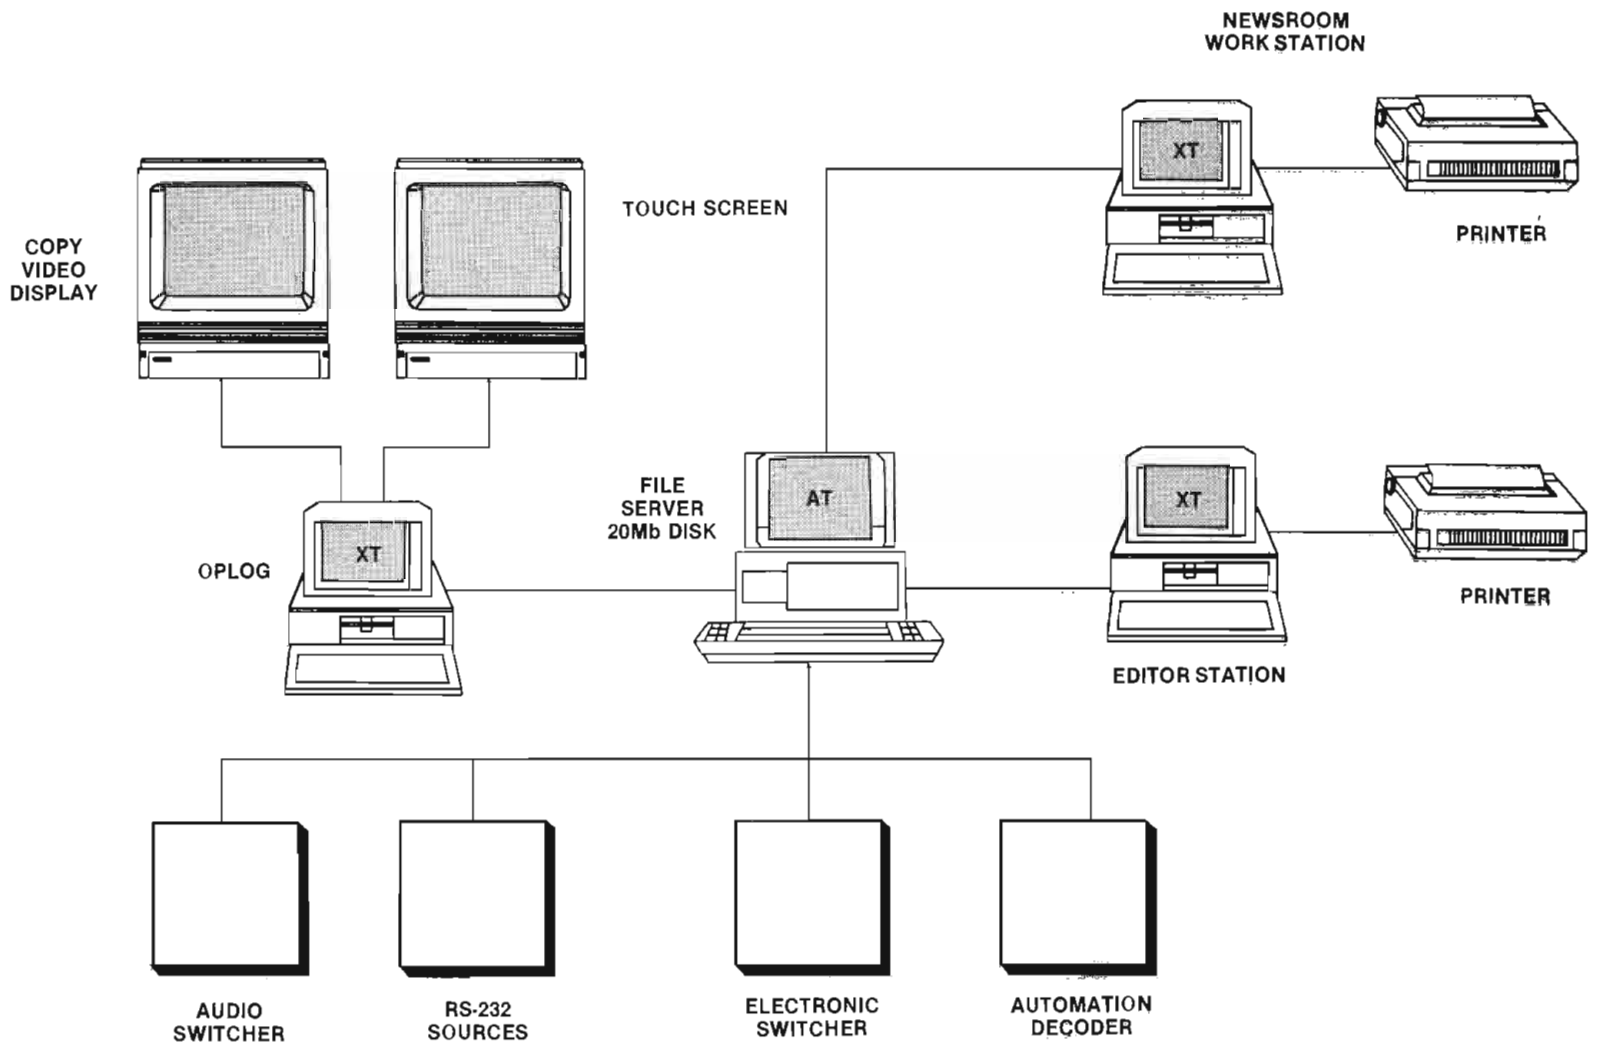 NEWSROOM
WORK STATION
XT
PRINTER
TOUCH SCREEN
COPY
VIDEO
DISPLAY
FILE
SERVER
20Mb DISK
AT
XT
PRINTER
OPLOG
XT
EDITOR STATION
AUDIO
SWITCHER
RS-232
SOURCES
ELECTRONIC
SWITCHER
AUTOMATION
DECODER